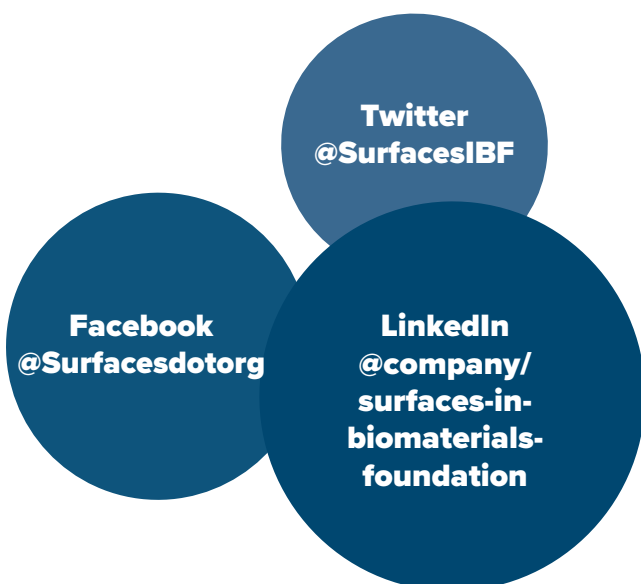 Twitter
@SurfacesIBF
Facebook
@Surfacesdotorg
LinkedIn
@company/
surfaces-in-
biomaterials-
foundation